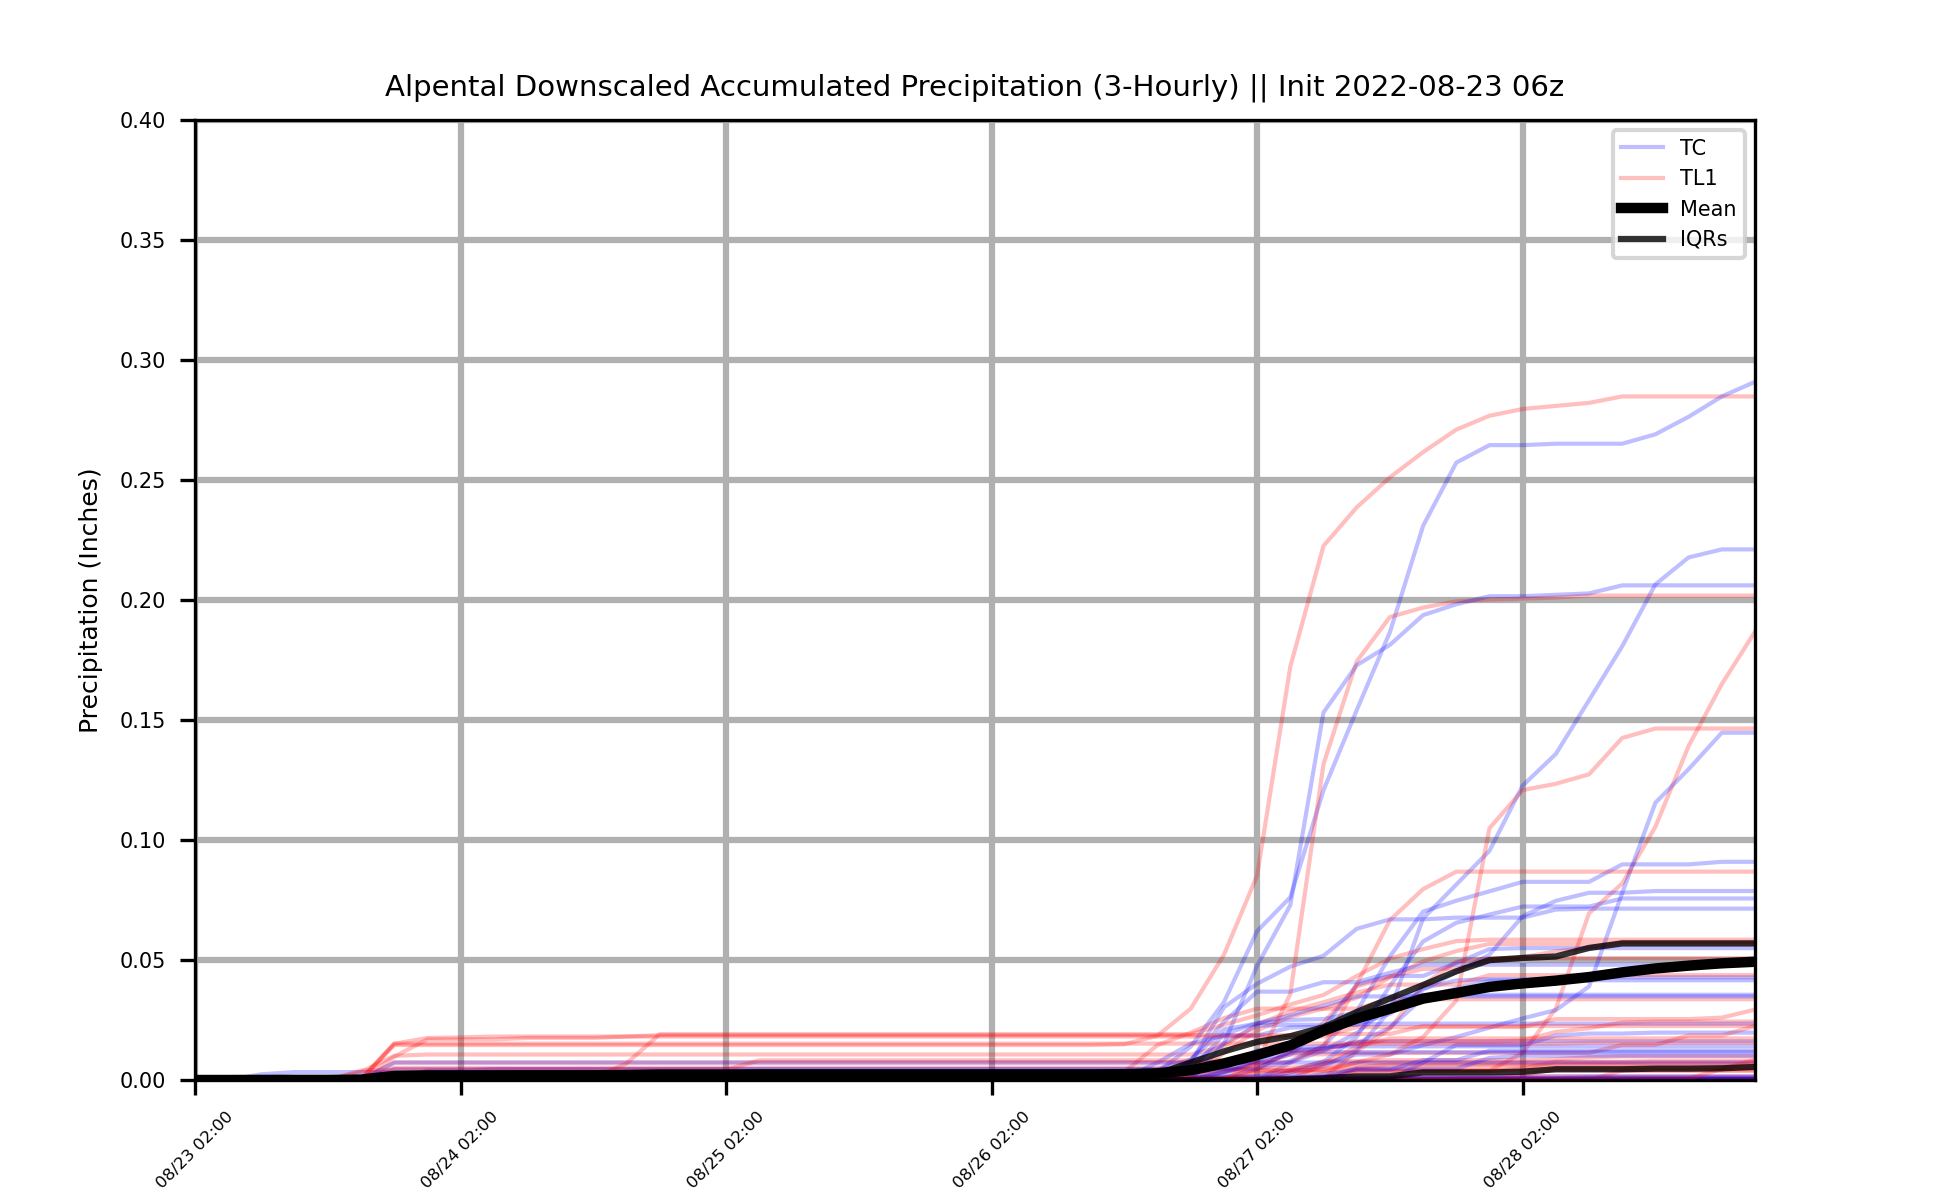 Alpental Downscaled Accumulated Precipitation (3-Hourly) || Init 2022-08-23 06z
0.40
0.35
0.30
0.25
0.20
0.15
0.10
0.05
0.00
Precipitation (Inches)
TC
TL1
Mean
IQRs
08/23 02:00
08/24 02:00
08/25 02:00
08/26 02:00
08/27 02:00
08/28 02:00